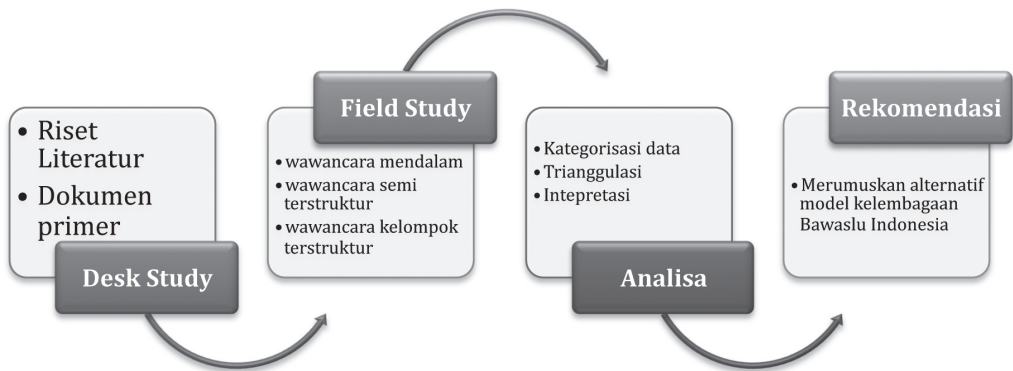 • Riset
Literatur
• Dokumen
primer
Desk Study
Field Study
• wawancara mendalam
• wawancara semi
terstruktur
• wawancara kelompok
terstruktur
• Kategorisasi data
• Trianggulasi
• Intepretasi
Analisa
Rekomendasi
• Merumuskan alternatif
model kelembagaan
Bawaslu Indonesia